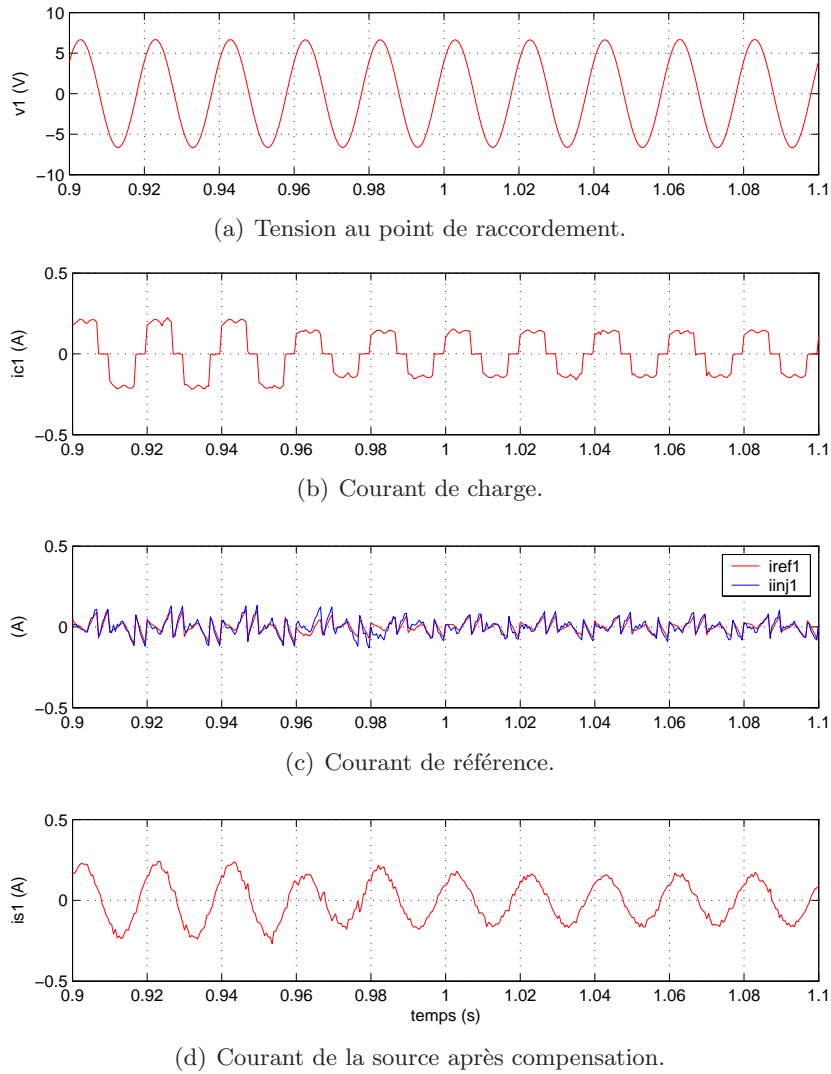 10
5
0
−5
−10
v1 (V)
0.9 0.92 0.94 0.96 0.98 1 1.02 1.04 1.06 1.08 1.1
(a) Tension au point de raccordement.
0.5
0
−0.5
ic1 (A)
0.9 0.92 0.94 0.96 0.98 1 1.02 1.04 1.06 1.08 1.1
(b) Courant de charge.
0.5
0
−0.5
(A)
iref1
iinj1
0.9 0.92 0.94 0.96 0.98 1 1.02 1.04 1.06 1.08 1.1
(c) Courant de référence.
0.5
0
−0.5
is1 (A)
0.9 0.92 0.94 0.96 0.98 1 1.02 1.04 1.06 1.08 1.1
temps (s)
(d) Courant de la source après compensation.